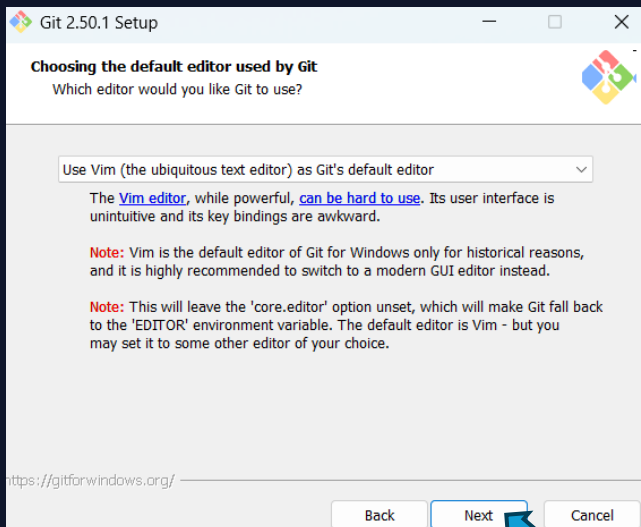 Git 2.50.1 Setup
Choosing the default editor used by Git
Which editor would you like Git to use?
Use Vim (the ubiquitous text editor) as Git's default editor
The Vim editor, while powerful, can be hard to use. Its user interface is
unintuitive and its key bindings are awkward.
Note: Vim is the default editor of Git for Windows only for historical reasons,
and it is highly recommended to switch to a modern GUI editor instead.
Note: This will leave the 'core.editor' option unset, which will make Git fall back
to the 'EDITOR' environment variable. The default editor is Vim - but you
may set it to some other editor of your choice.
https://gitforwindows.org/
Back Next Cancel